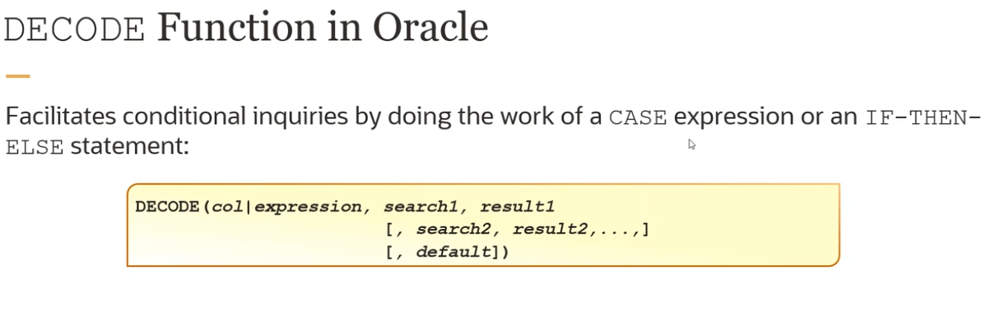 DECODE Function in Oracle
Facilitates conditional inquiries by doing the work of a CASE expression or an IF-THEN-
ELSE statement:
DECODE(col|expression, search1, result1
[, search2, result2,...,]
[, default])